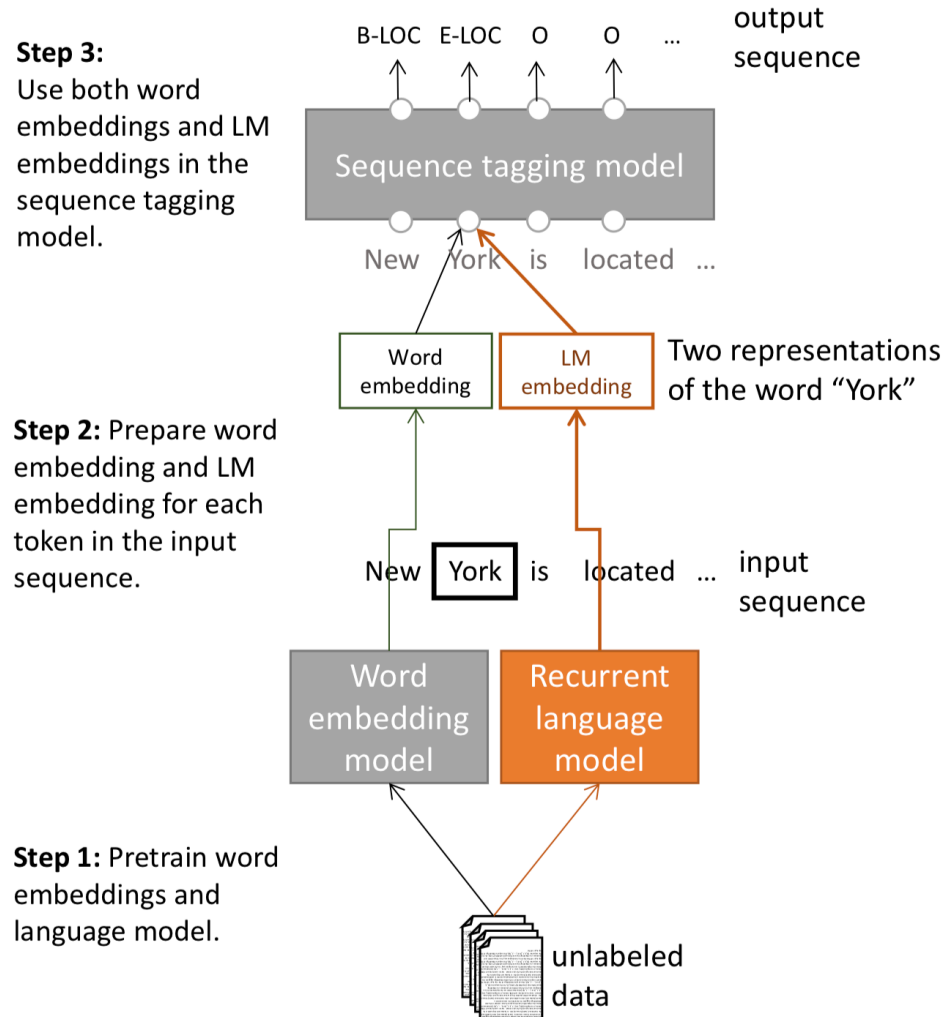 B-LOC E-LOC O O ...
output
sequence
Step 3:
Use both word
embeddings and LM
embeddings in the
sequence tagging
model.
Sequence tagging model
New York is located ...
Word
embedding
LM
embedding
Two representations
of the word “York”
Step 2: Prepare word
embedding and LM
embedding for each
token in the input
sequence.
New York is located ...
input
sequence
Word
embedding
model
Recurrent
language
model
Step 1: Pretrain word
embeddings and
language model.
unlabeled
data